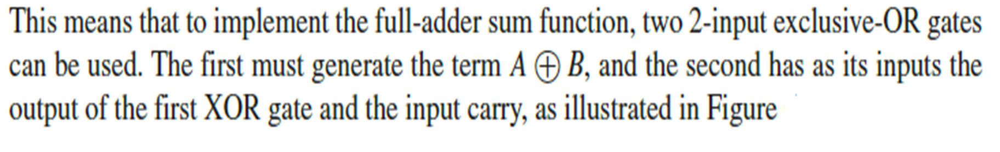 This means that to implement the full-adder sum function, two 2-input exclusive-OR gates
can be used. The first must generate the term A ⊕ B, and the second has as its inputs the
output of the first XOR gate and the input carry, as illustrated in Figure